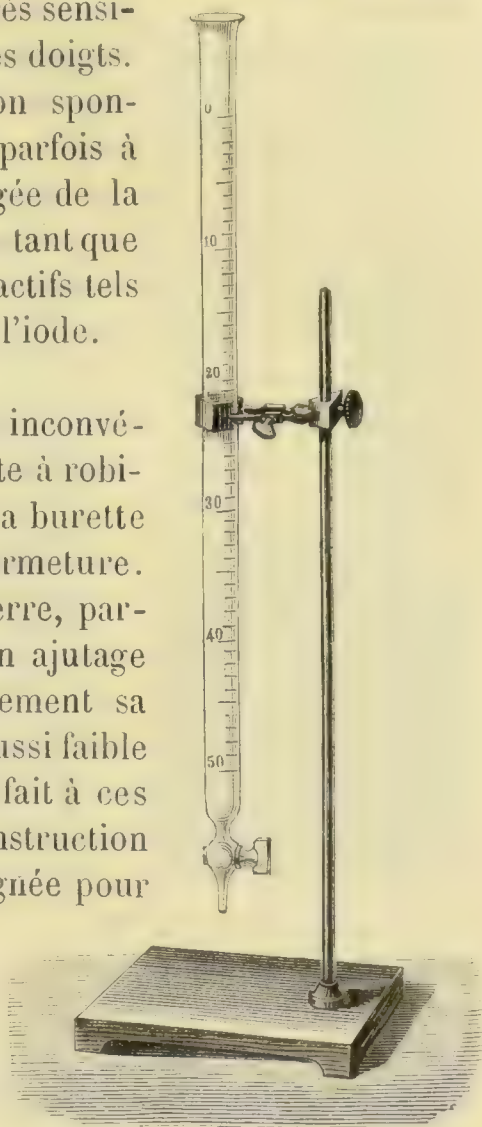 és sensi-
es doigts.
on spon-
parfois à
gée de la
tant que
actifs tels
l'iode.
inconvé-
te à robi-
a burette
rmeture.
erre, par-
n ajutage
ement sa
ussi faible
fait à ces
nstruction
gnée pour
0
10
20
30
40
50